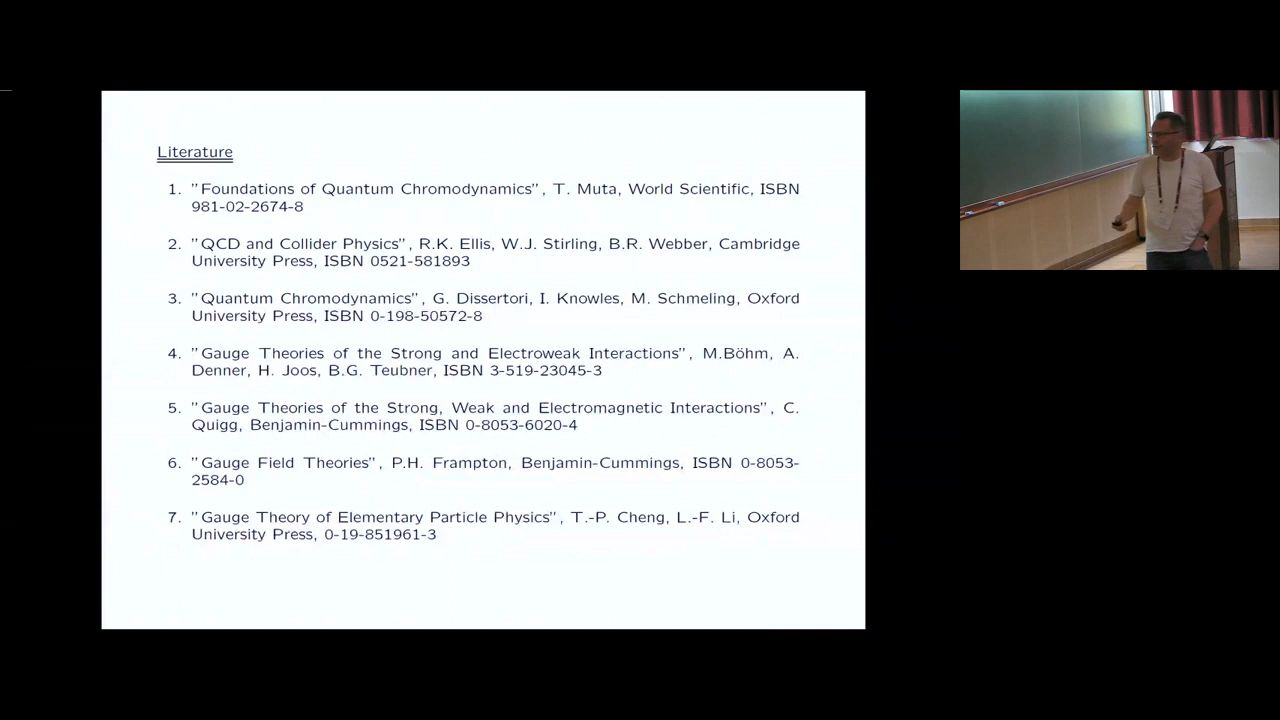 Literature
1. "Foundations of Quantum Chromodynamics", T. Muta, World Scientific, ISBN
981-02-2674-8
2. "QCD and Collider Physics", R.K. Ellis, W.J. Stirling, B.R. Webber, Cambridge
University Press, ISBN 0521-581893
3. "Quantum Chromodynamics", G. Dissertori, I. Knowles, M. Schmeling, Oxford
University Press, ISBN 0-198-50572-8
4. "Gauge Theories of the Strong and Electroweak Interactions", M.Böhm, A.
Denner, H. Joos, B.G. Teubner, ISBN 3-519-23045-3
5. "Gauge Theories of the Strong, Weak and Electromagnetic Interactions", C.
Quigg, Benjamin-Cummings, ISBN 0-8053-6020-4
6. "Gauge Field Theories", P.H. Frampton, Benjamin-Cummings, ISBN 0-8053-
2584-0
7. "Gauge Theory of Elementary Particle Physics", T.-P. Cheng, L.-F. Li, Oxford
University Press, 0-19-851961-3